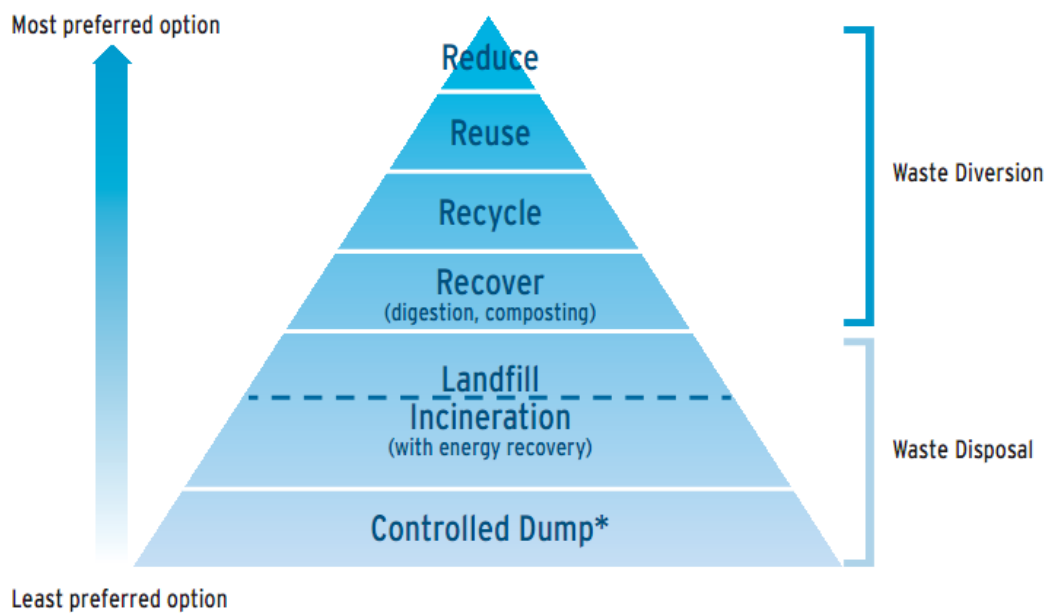 Most preferred option
Reduce
Reuse
Waste Diversion
Recycle
Recover
(digestion, composting)
Landfill
Incineration
(with energy recovery)
Waste Disposal
Controlled Dump*
Least preferred option